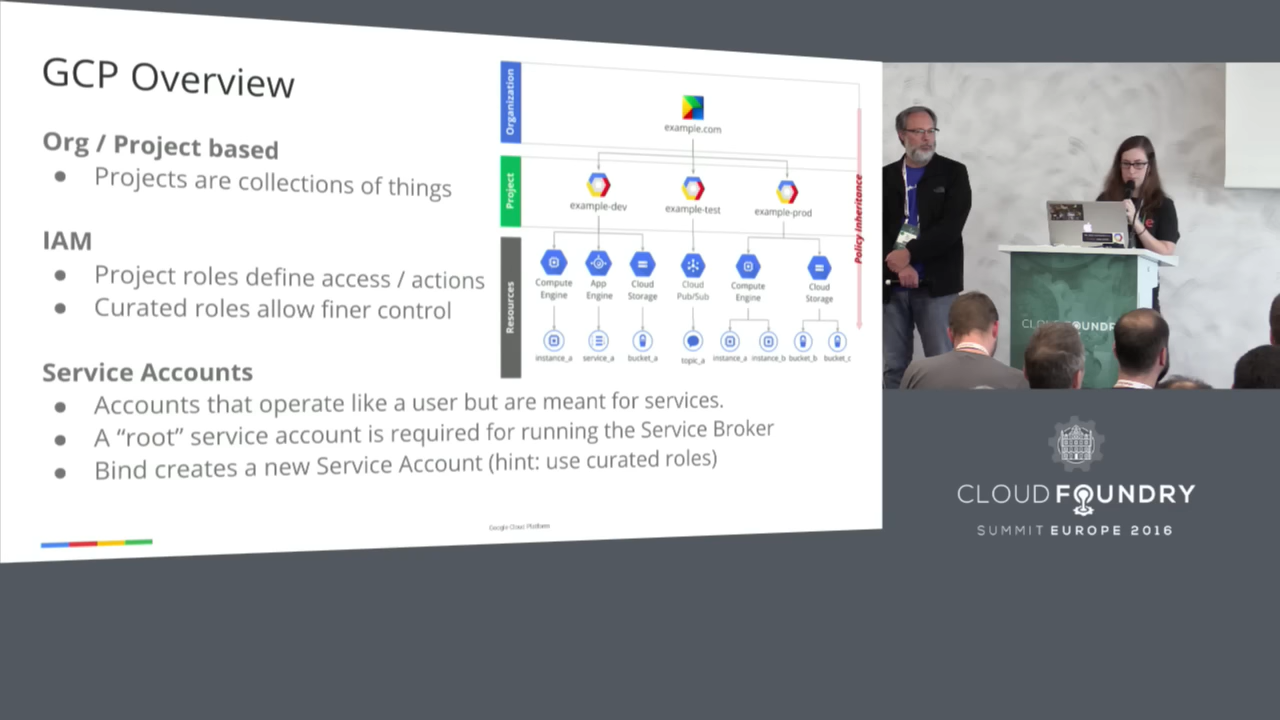 GCP Overview
Org / Project based
● Projects are collections of things
IAM
● Project roles define access / actions
● Curated roles allow finer control
Service Accounts
● Accounts that operate like a user but are meant for services.
● A “root” service account is required for running the Service Broker
● Bind creates a new Service Account (hint: use curated roles)
Organization
example.com
Project
example-dev example-test example-prod
Resources
Compute Engine App Engine Cloud Storage Cloud Pub/Sub Compute Engine Cloud Storage
instance_a service_a bucket_a topic_a instance_a instance_b bucket_b bucket_c
Policy Inheritance
Google Cloud Platform
CLOUD FOUNDRY
SUMMIT EUROPE 2016